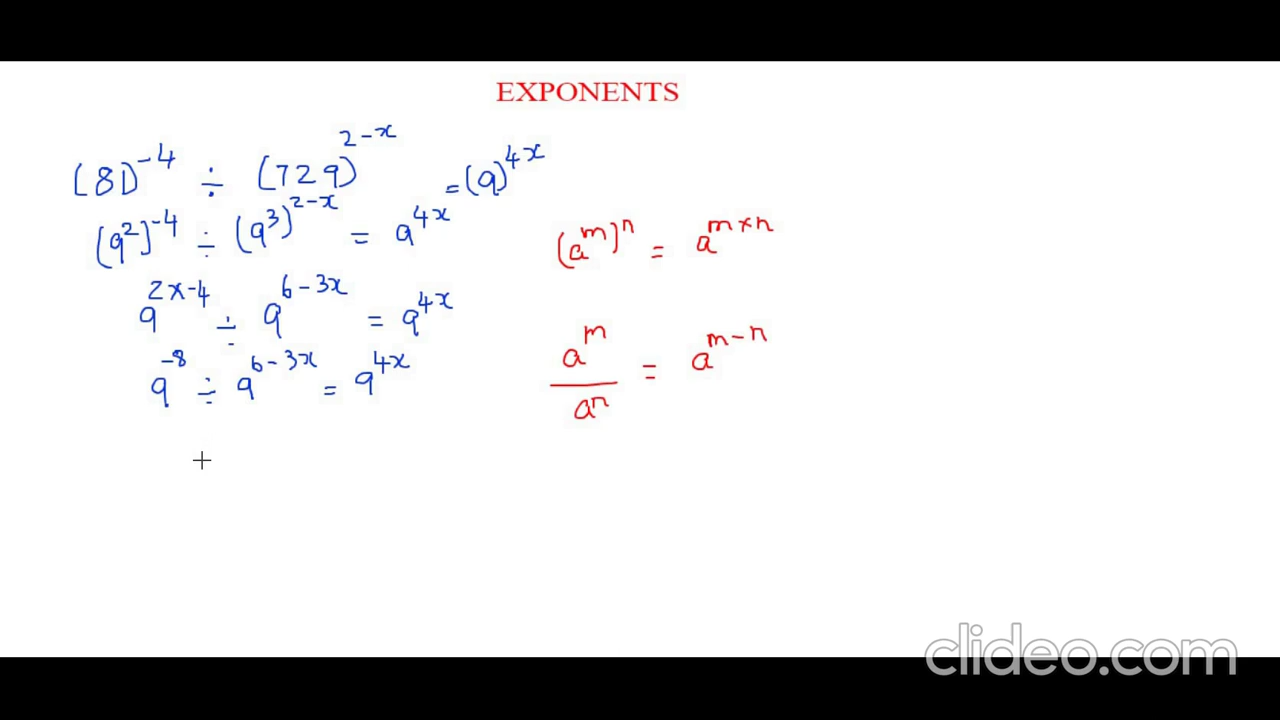 EXPONENTS
(81)^-4 ÷ (729)^2-x = (9)^4x
(9^2)^-4 ÷ (9^3)^2-x = 9^4x
(a^m)^n = a^m×n
9^2×-4 ÷ 9^6-3x = 9^4x
a^m/a^n = a^m-n
9^-8 ÷ 9^6-3x = 9^4x
clideo.com